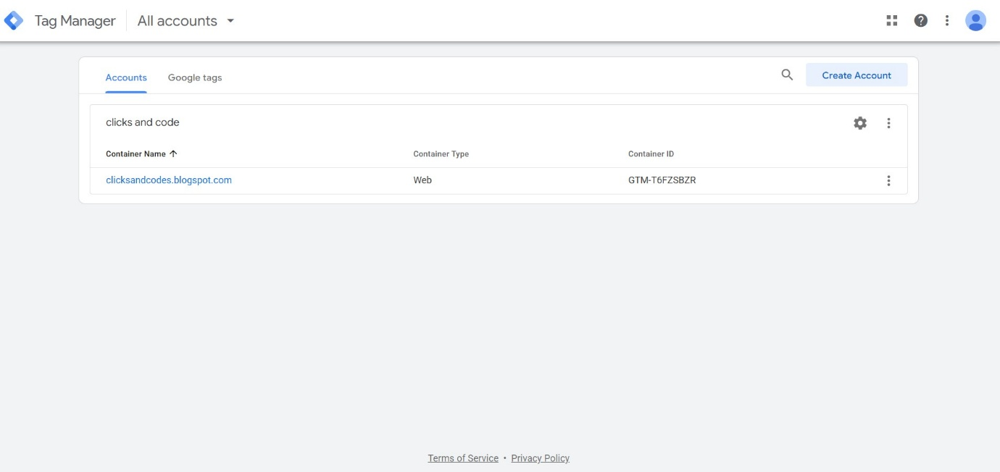 Tag Manager All accounts
Accounts Google tags Create Account
clicks and code
Container Name Container Type Container ID
clicksandcodes.blogspot.com Web GTM-T6FZSBZR
Terms of Service • Privacy Policy